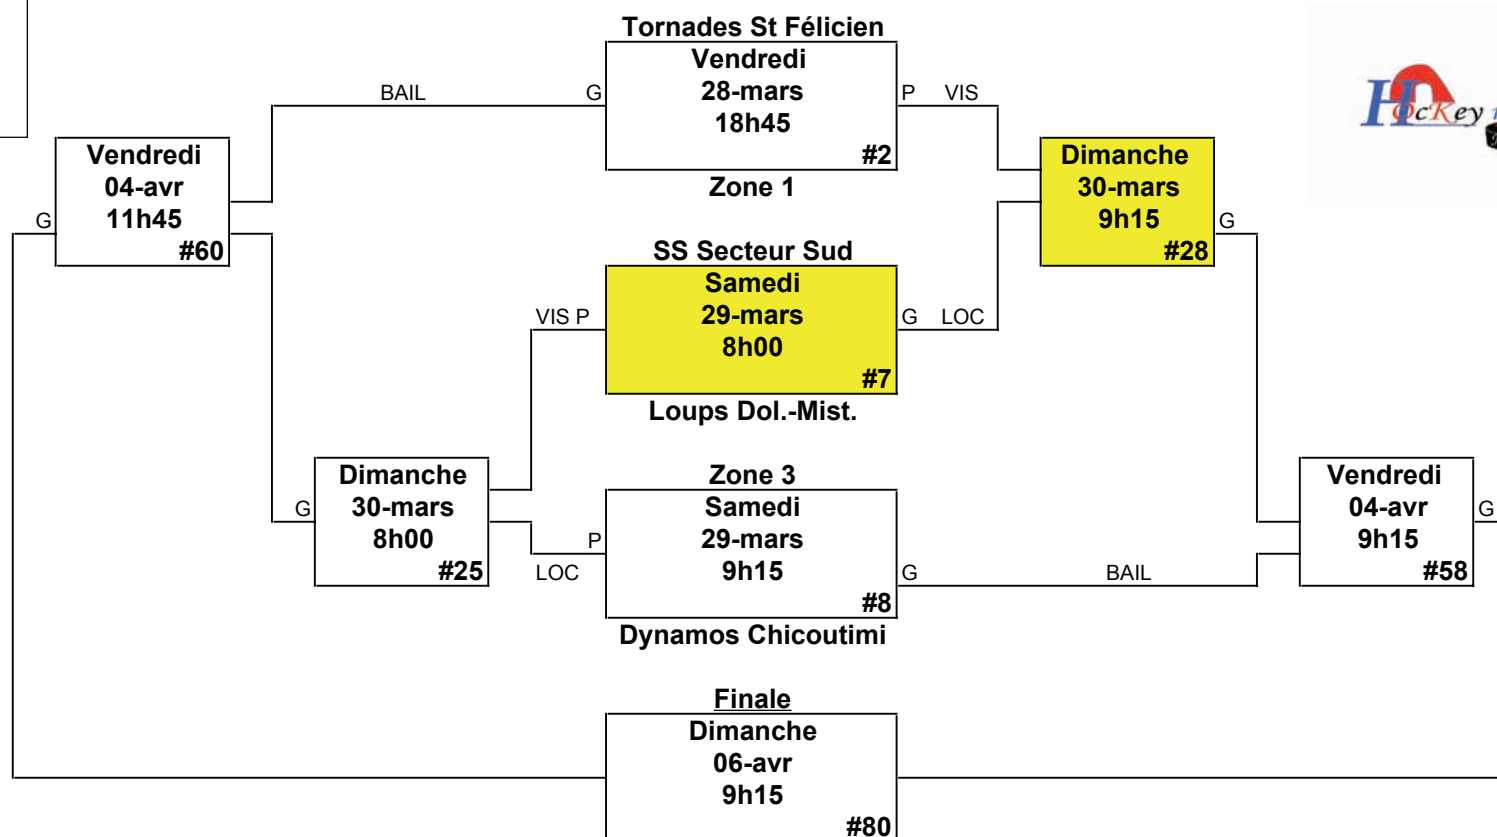 Tornades St Félicien
Vendredi
28-mars
18h45
#2
Zone 1
BAIL
G
P VIS
Hockey
Vendredi
04-avr
11h45
#60
G
Dimanche
30-mars
9h15
#28
G
SS Secteur Sud
Samedi
29-mars
8h00
#7
Loups Dol.-Mist.
VIS P
G LOC
Dimanche
30-mars
8h00
#25
G
Zone 3
Samedi
29-mars
9h15
#8
Dynamos Chicoutimi
P
LOC
G
BAIL
Vendredi
04-avr
9h15
#58
G
Finale
Dimanche
06-avr
9h15
#80